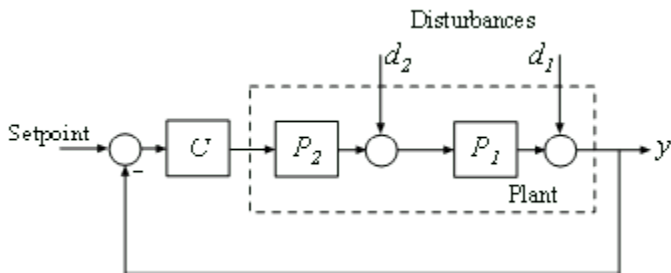 Disturbances
d2
d1
Setpoint
C
P2
P1
y
-
Plant